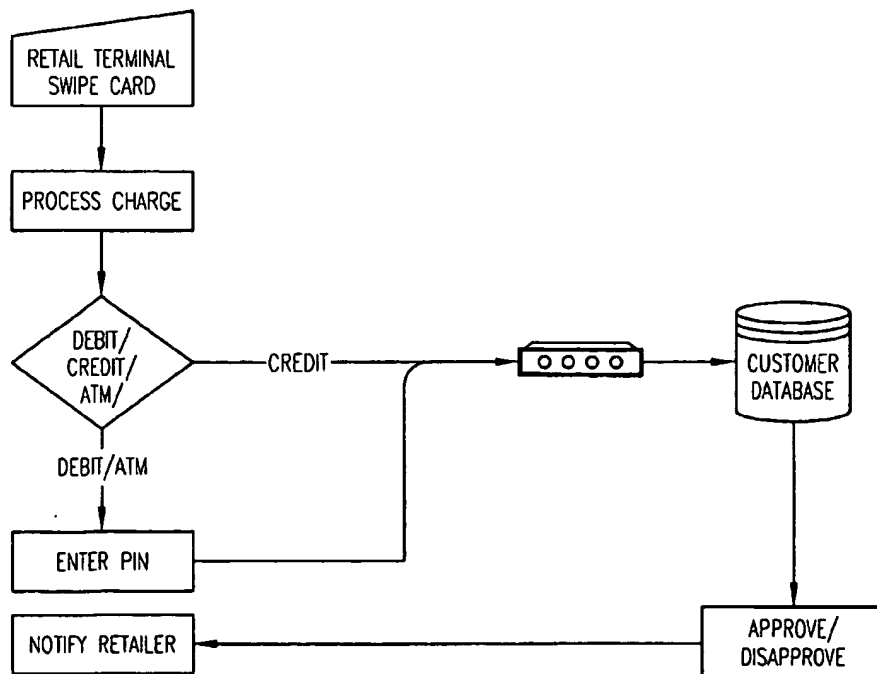 RETAIL TERMINAL
SWIPE CARD
PROCESS CHARGE
DEBIT/
CREDIT/
ATM/
CREDIT
CUSTOMER
DATABASE
DEBIT/ATM
ENTER PIN
NOTIFY RETAILER
APPROVE/
DISAPPROVE